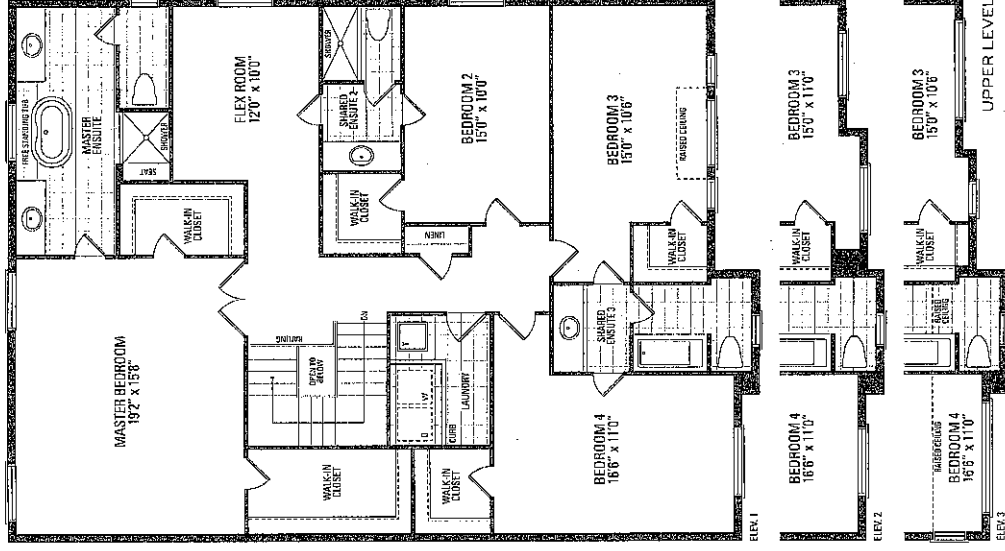 FREE STANDING TUB
MASTER
ENSUITE
SEAT
SHOWER
WALK-IN
CLOSET
MASTER BEDROOM
19'2" x 15'8"
FLEX ROOM
12'0" x 10'0"
SHOWER
SHARED
ENSUITE 2
WALK-IN
CLOSET
BEDROOM 2
15'0" x 10'0"
LINEN
RAILING
DN
OPEN TO
BELOW
D
W
CURB
LAUNDRY
WALK-IN
CLOSET
WALK-IN
CLOSET
BEDROOM 3
15'0" x 10'6"
RAISED CEILING
WALK-IN
CLOSET
SHARED
ENSUITE 3
BEDROOM 4
16'6" x 11'0"
ELEV. 1
BEDROOM 3
15'0" x 11'0"
WALK-IN
CLOSET
BEDROOM 4
16'6" x 11'0"
ELEV. 2
BEDROOM 3
15'0" x 10'6"
WALK-IN
CLOSET
RAISED
CEILING
RAISED CEILING
BEDROOM 4
16'6" x 11'0"
ELEV. 3
UPPER LEVEL